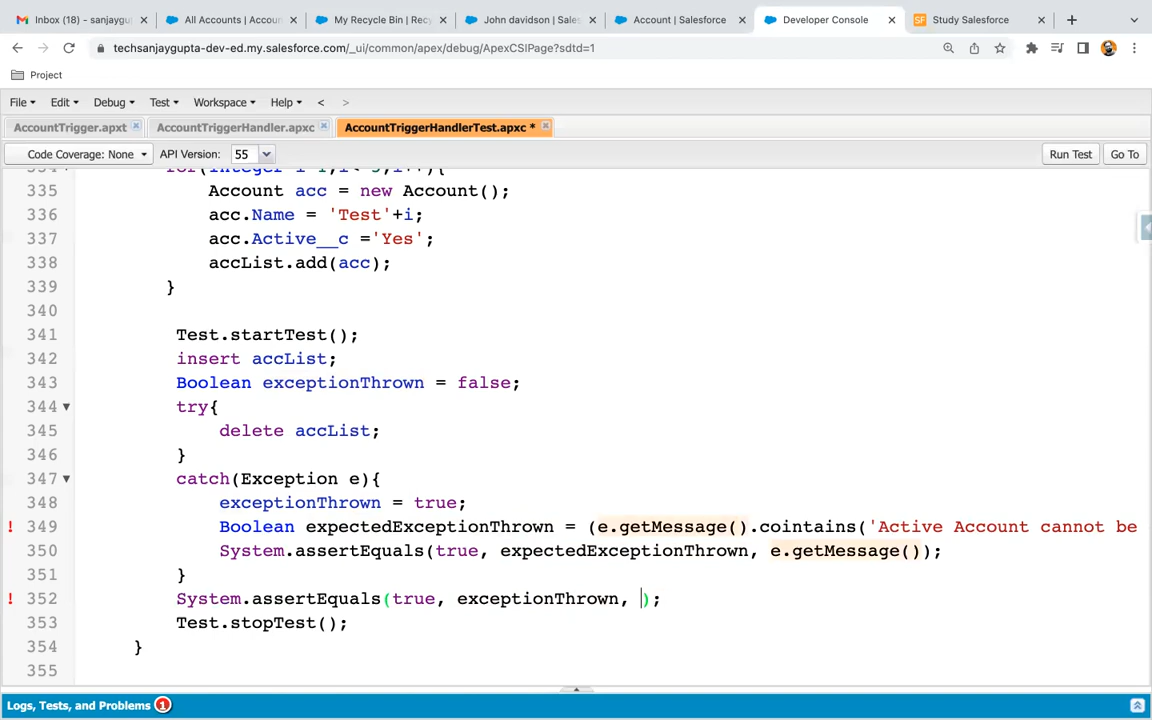 Inbox (18) - sanjaygu
All Accounts | Accoun
My Recycle Bin | Recy
John davidson | Sales
Account | Salesforce
Developer Console
Study Salesforce
techsanjaygupta-dev-ed.my.salesforce.com/_ui/common/apex/debug/ApexCSIPage?sdtd=1
Project
File Edit Debug Test Workspace Help < >
AccountTrigger.apxt AccountTriggerHandler.apxc AccountTriggerHandlerTest.apxc *
Code Coverage: None API Version: 55 Run Test Go To
335 Account acc = new Account();
336 acc.Name = 'Test'+i;
337 acc.Active__c ='Yes';
338 accList.add(acc);
339 }
340
341 Test.startTest();
342 insert accList;
343 Boolean exceptionThrown = false;
344 try{
345 delete accList;
346 }
347 catch(Exception e){
348 exceptionThrown = true;
349 Boolean expectedExceptionThrown = (e.getMessage().cointains('Active Account cannot be
350 System.assertEquals(true, expectedExceptionThrown, e.getMessage());
351 }
352 System.assertEquals(true, exceptionThrown, );
353 Test.stopTest();
354 }
355
Logs, Tests, and Problems 1